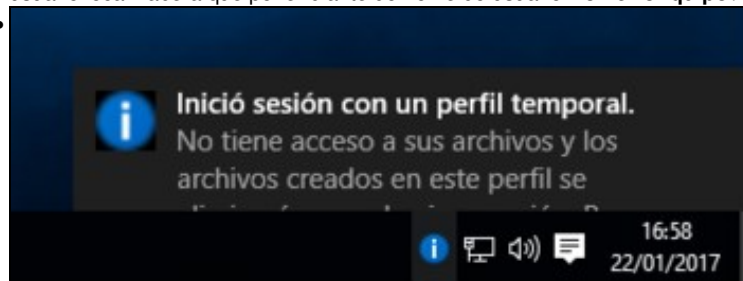 Inició sesión con un perfil temporal.
No tiene acceso a sus archivos y los
archivos creados en este perfil se
16:58
22/01/2017